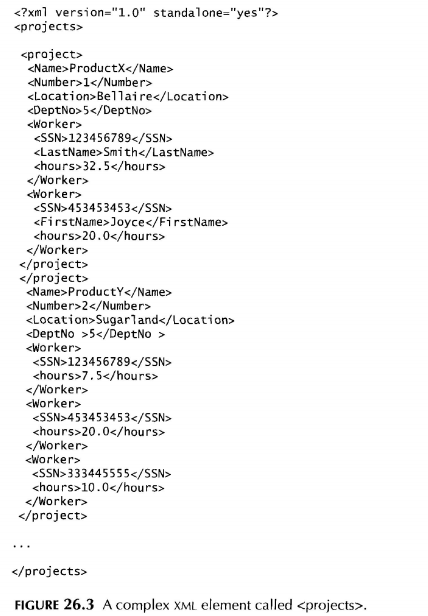 <?xml version="1.0" standalone="yes"?>
<projects>
<project>
<Name>ProductX</Name>
<Number>1</Number>
<Location>Bellaire</Location>
<DeptNo>5</DeptNo>
<Worker>
<SSN>123456789</SSN>
<LastName>Smith</LastName>
<hours>32.5</hours>
</Worker>
<Worker>
<SSN>453453453</SSN>
<FirstName>Joyce</FirstName>
<hours>20.0</hours>
</Worker>
</project>
</project>
<Name>ProductY</Name>
<Number>2</Number>
<Location>Sugarland</Location>
<DeptNo >5</DeptNo >
<Worker>
<SSN>123456789</SSN>
<hours>7.5</hours>
</Worker>
<Worker>
<SSN>453453453</SSN>
<hours>20.0</hours>
</Worker>
<Worker>
<SSN>333445555</SSN>
<hours>10.0</hours>
</Worker>
</project>
...
</projects>
FIGURE 26.3 A complex XML element called <projects>.